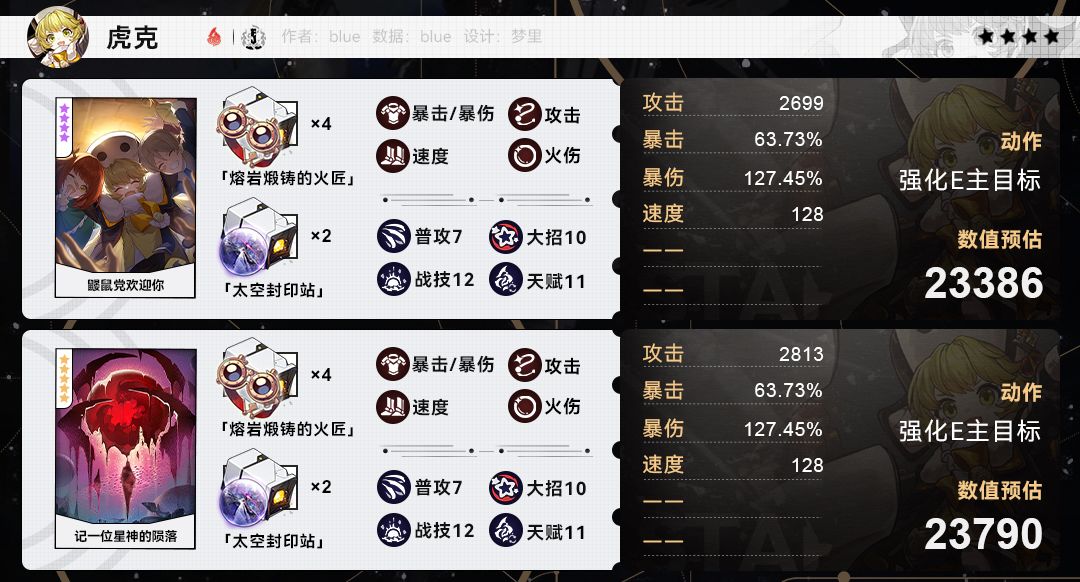 虎克
作者：blue 数据：blue 设计：梦里
鼹鼠党欢迎你
×4
「熔岩煅铸的火匠」
×2
「太空封印站」
暴击/暴伤 攻击
速度 火伤
普攻7 大招10
战技12 天赋11
攻击 2699
暴击 63.73%
暴伤 127.45%
速度 128
——
——
动作
强化E主目标
数值预估
23386
记一位星神的陨落
×4
「熔岩煅铸的火匠」
×2
「太空封印站」
暴击/暴伤 攻击
速度 火伤
普攻7 大招10
战技12 天赋11
攻击 2813
暴击 63.73%
暴伤 127.45%
速度 128
——
——
动作
强化E主目标
数值预估
23790